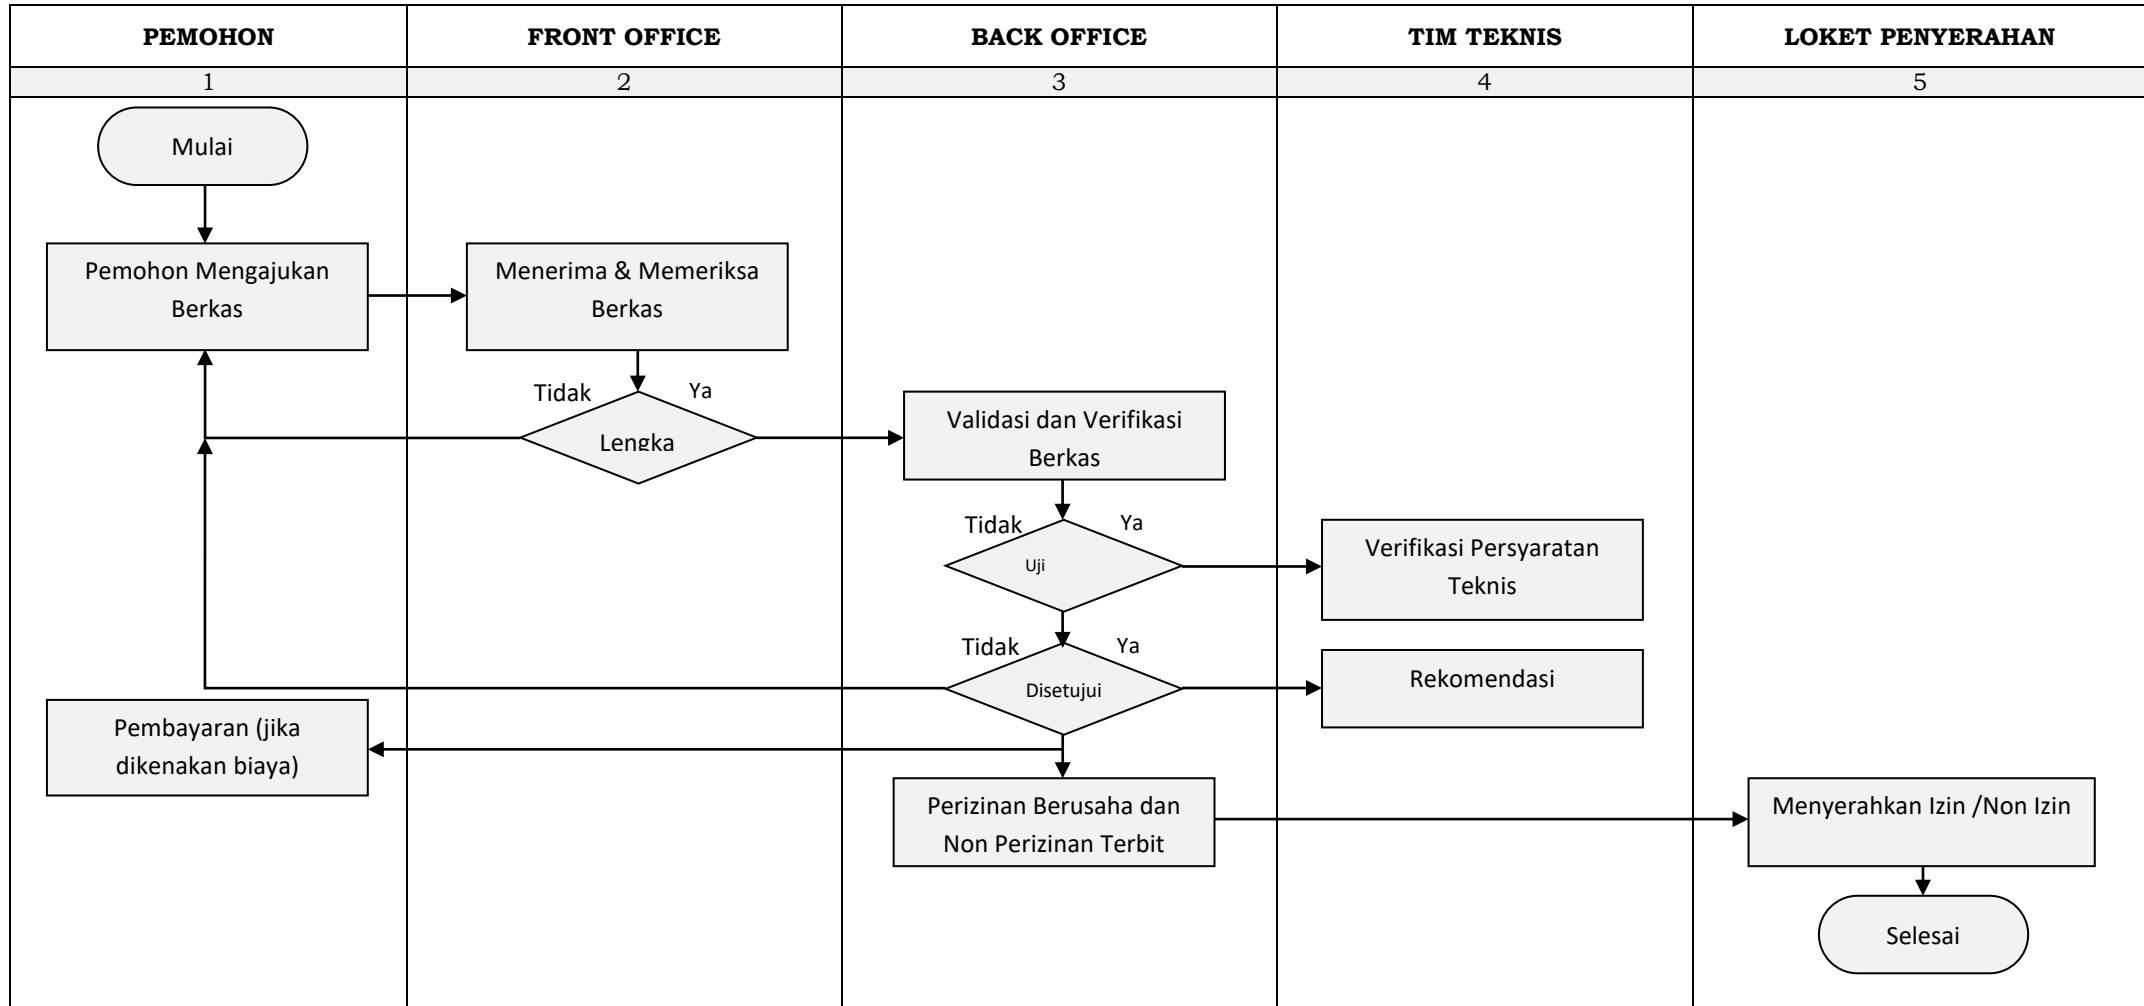 PEMOHON
FRONT OFFICE
BACK OFFICE
TIM TEKNIS
LOKET PENYERAHAN
1
2
3
4
5
Mulai
Pemohon Mengajukan
Berkas
Menerima & Memeriksa
Berkas
Tidak
Ya
Lengka
Validasi dan Verifikasi
Berkas
Tidak
Ya
Uji
Verifikasi Persyaratan
Teknis
Tidak
Ya
Disetujui
Rekomendasi
Pembayaran (jika
dikenakan biaya)
Perizinan Berusaha dan
Non Perizinan Terbit
Menyerahkan Izin /Non Izin
Selesai